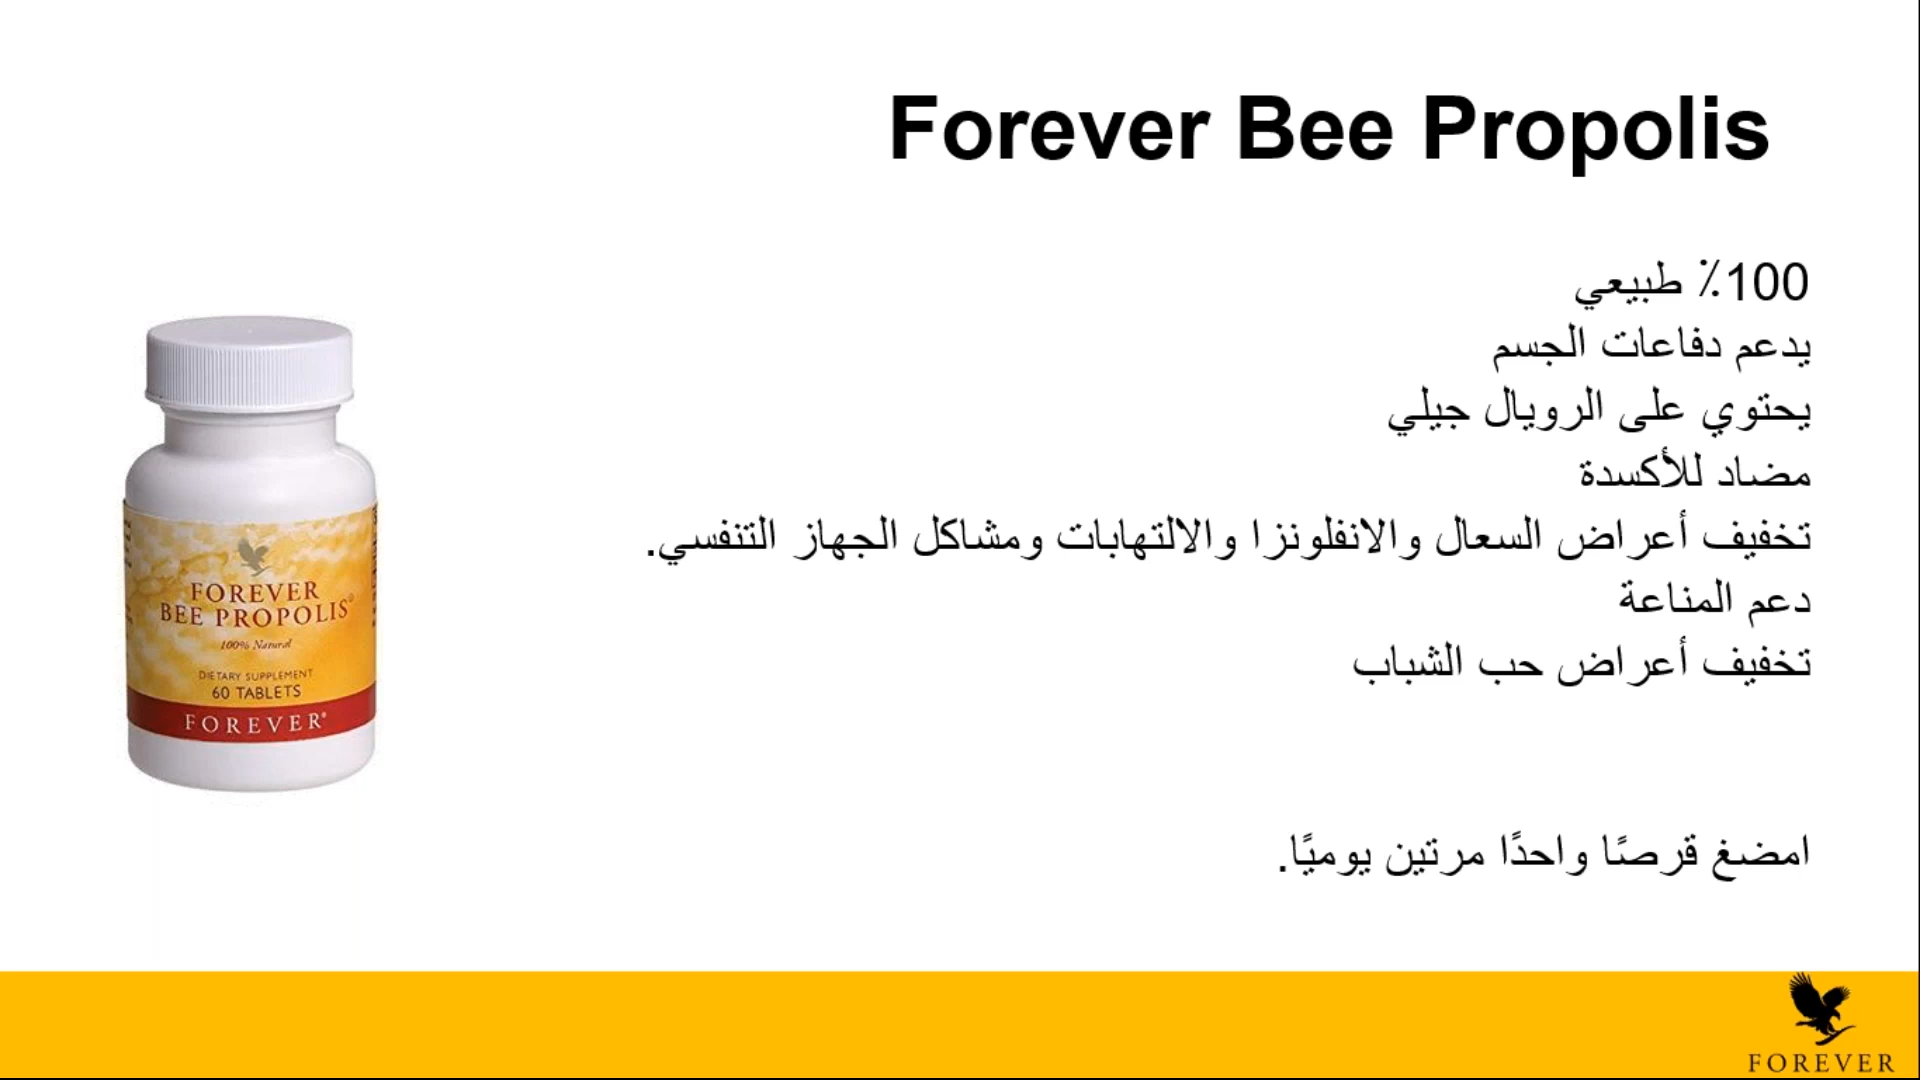 Forever Bee Propolis
100٪ طبيعي
يدعم دفاعات الجسم
يحتوي على الرويال جيلي
مضاد للأكسدة
تخفيف أعراض السعال والانفلونزا والالتهابات ومشاكل الجهاز التنفسي.
دعم المناعة
تخفيف أعراض حب الشباب
امضغ قرصًا واحدًا مرتين يوميًا.
FOREVER
BEE PROPOLIS®
100% Natural
DIETARY SUPPLEMENT
60 TABLETS
FOREVER®
FOREVER